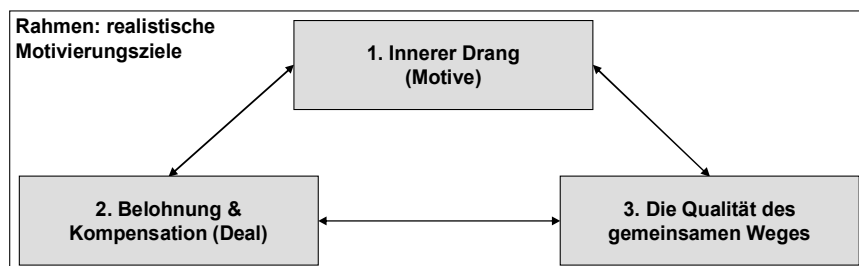 Rahmen: realistische
Motivierungsziele
1. Innerer Drang
(Motive)
2. Belohnung &
Kompensation (Deal)
3. Die Qualität des
gemeinsamen Weges